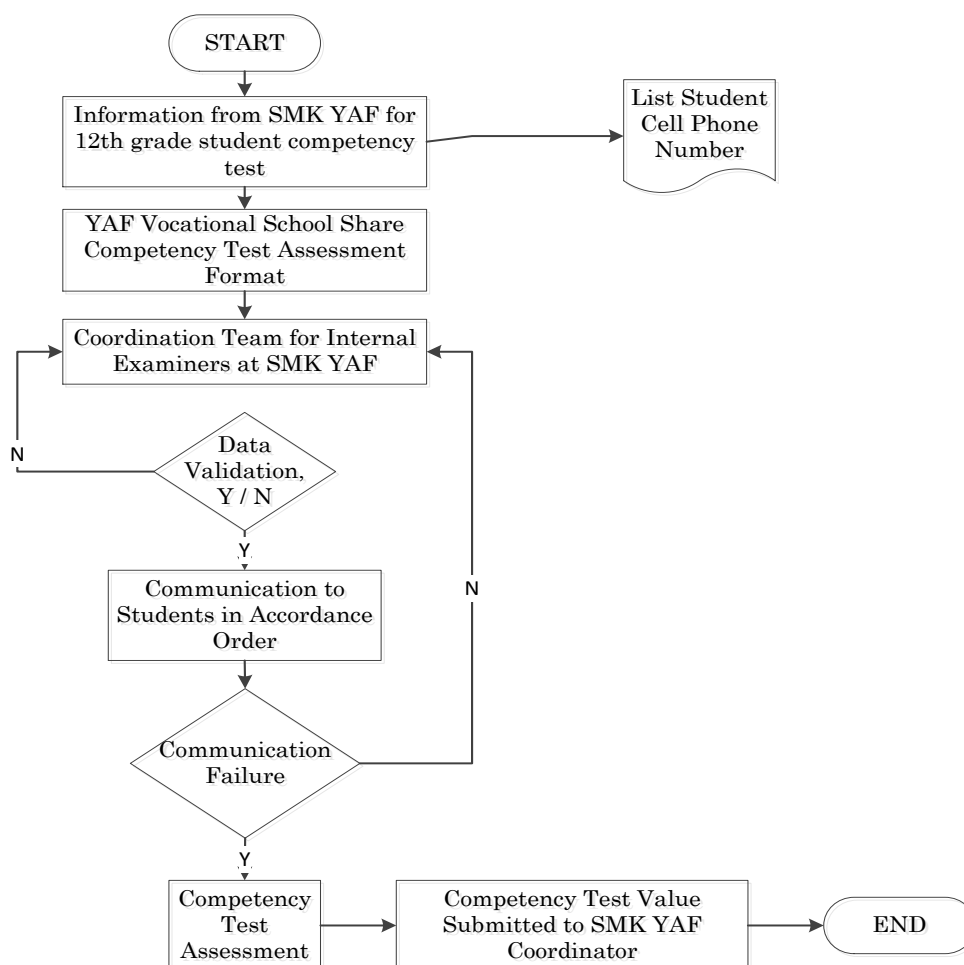 START
Information from SMK YAF for
12th grade student competency
test
List Student
Cell Phone
Number
YAF Vocational School Share
Competency Test Assessment
Format
Coordination Team for Internal
Examiners at SMK YAF
N
Data
Validation,
Y / N
Y
Communication to
Students in Accordance
Order
N
Communication
Failure
Y
Competency
Test
Assessment
Competency Test Value
Submitted to SMK YAF
Coordinator
END